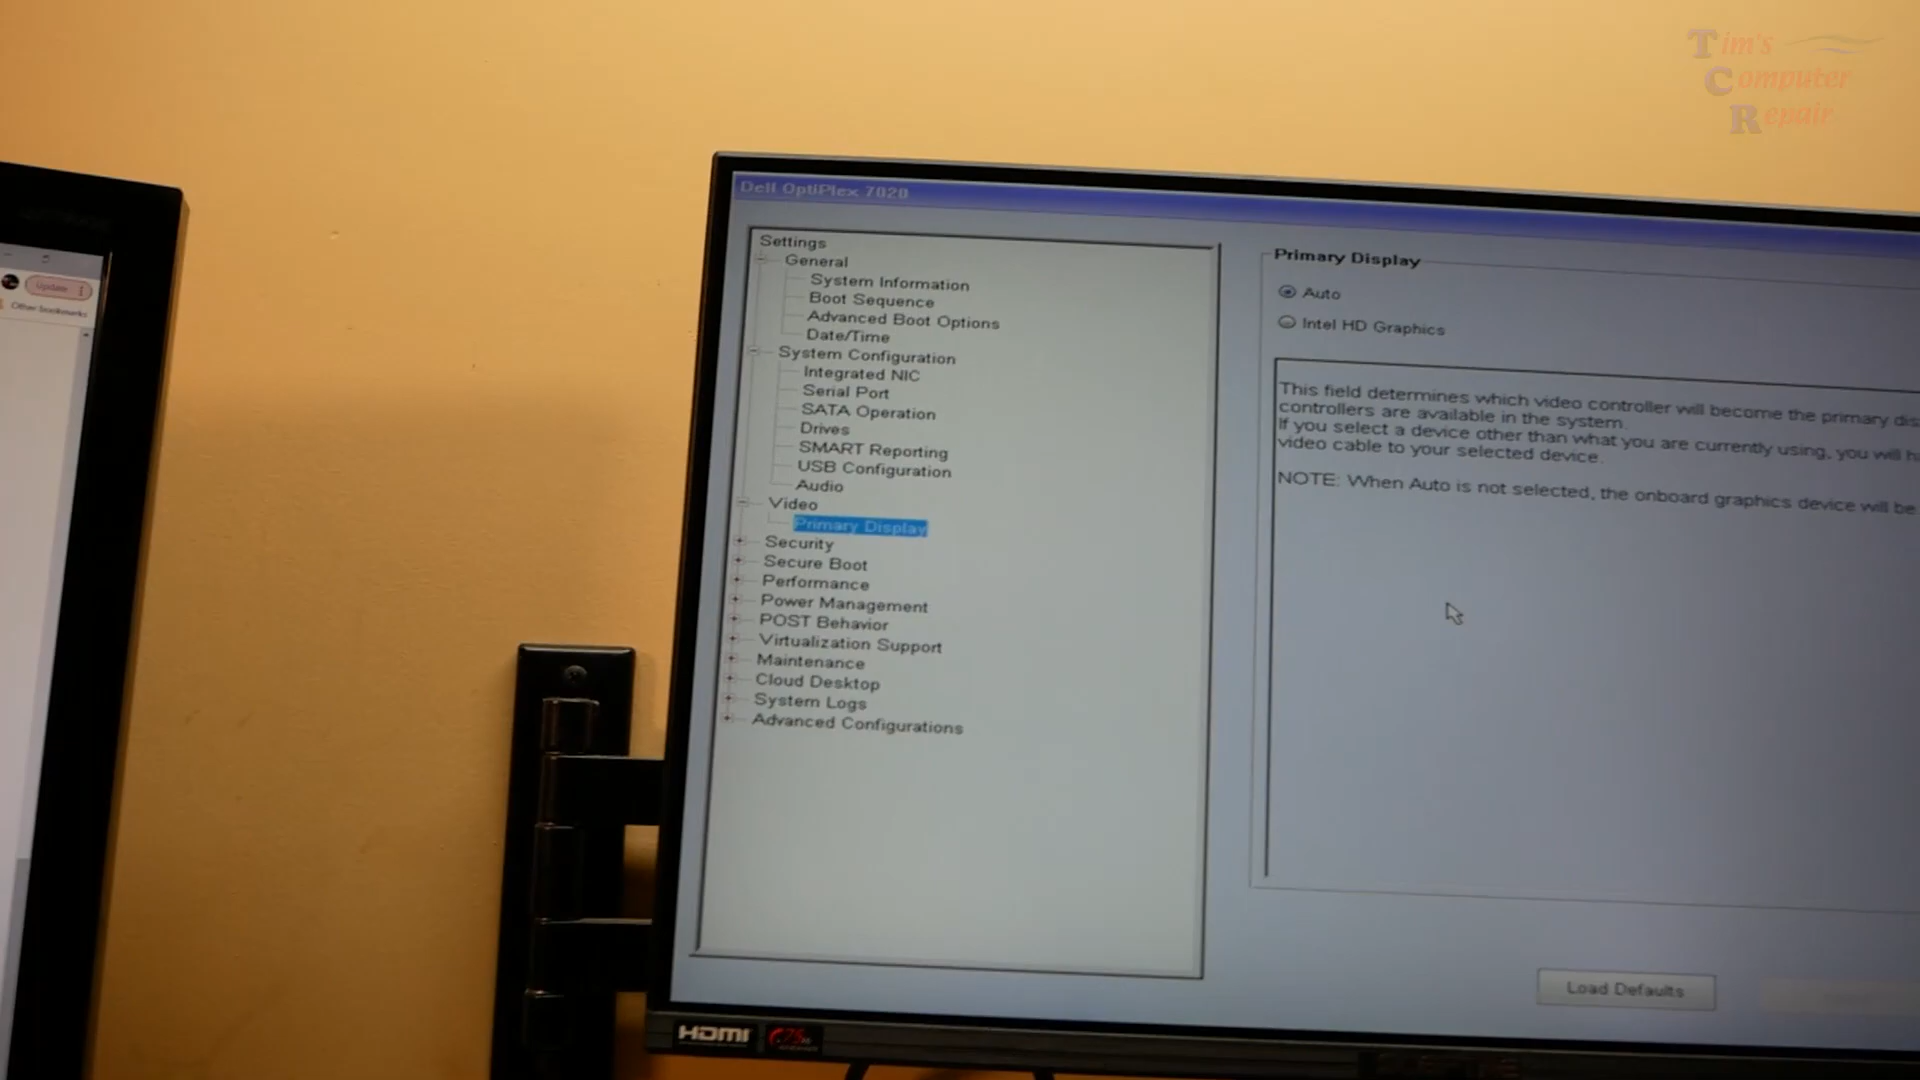 Tim's
Computer
Repair
Update
Other bookmarks
Dell OptiPlex 7020
Settings
General
System Information
Boot Sequence
Advanced Boot Options
Date/Time
System Configuration
Integrated NIC
Serial Port
SATA Operation
Drives
SMART Reporting
USB Configuration
Audio
Video
Primary Display
Security
Secure Boot
Performance
Power Management
POST Behavior
Virtualization Support
Maintenance
Cloud Desktop
System Logs
Advanced Configurations
Primary Display
Auto
Intel HD Graphics
This field determines which video controller will become the primary dis
controllers are available in the system.
If you select a device other than what you are currently using, you will h
video cable to your selected device.
NOTE: When Auto is not selected, the onboard graphics device will be
Load Defaults
HDMI
75